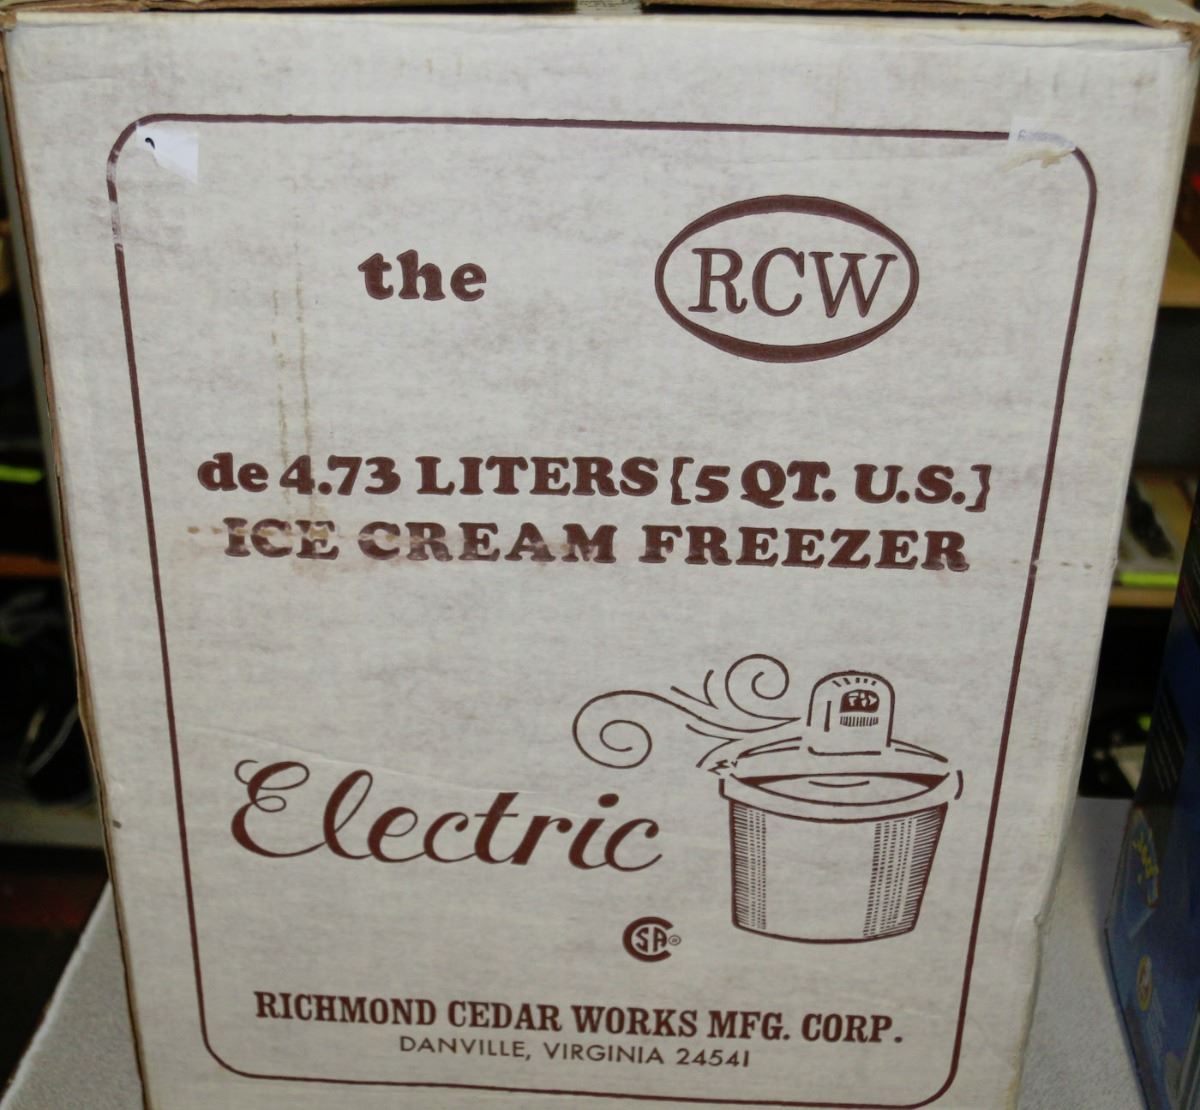 the RCW
de 4.73 LITERS [5 QT. U.S.]
ICE CREAM FREEZER
Electric
CSA®
RICHMOND CEDAR WORKS MFG. CORP.
DANVILLE, VIRGINIA 24541